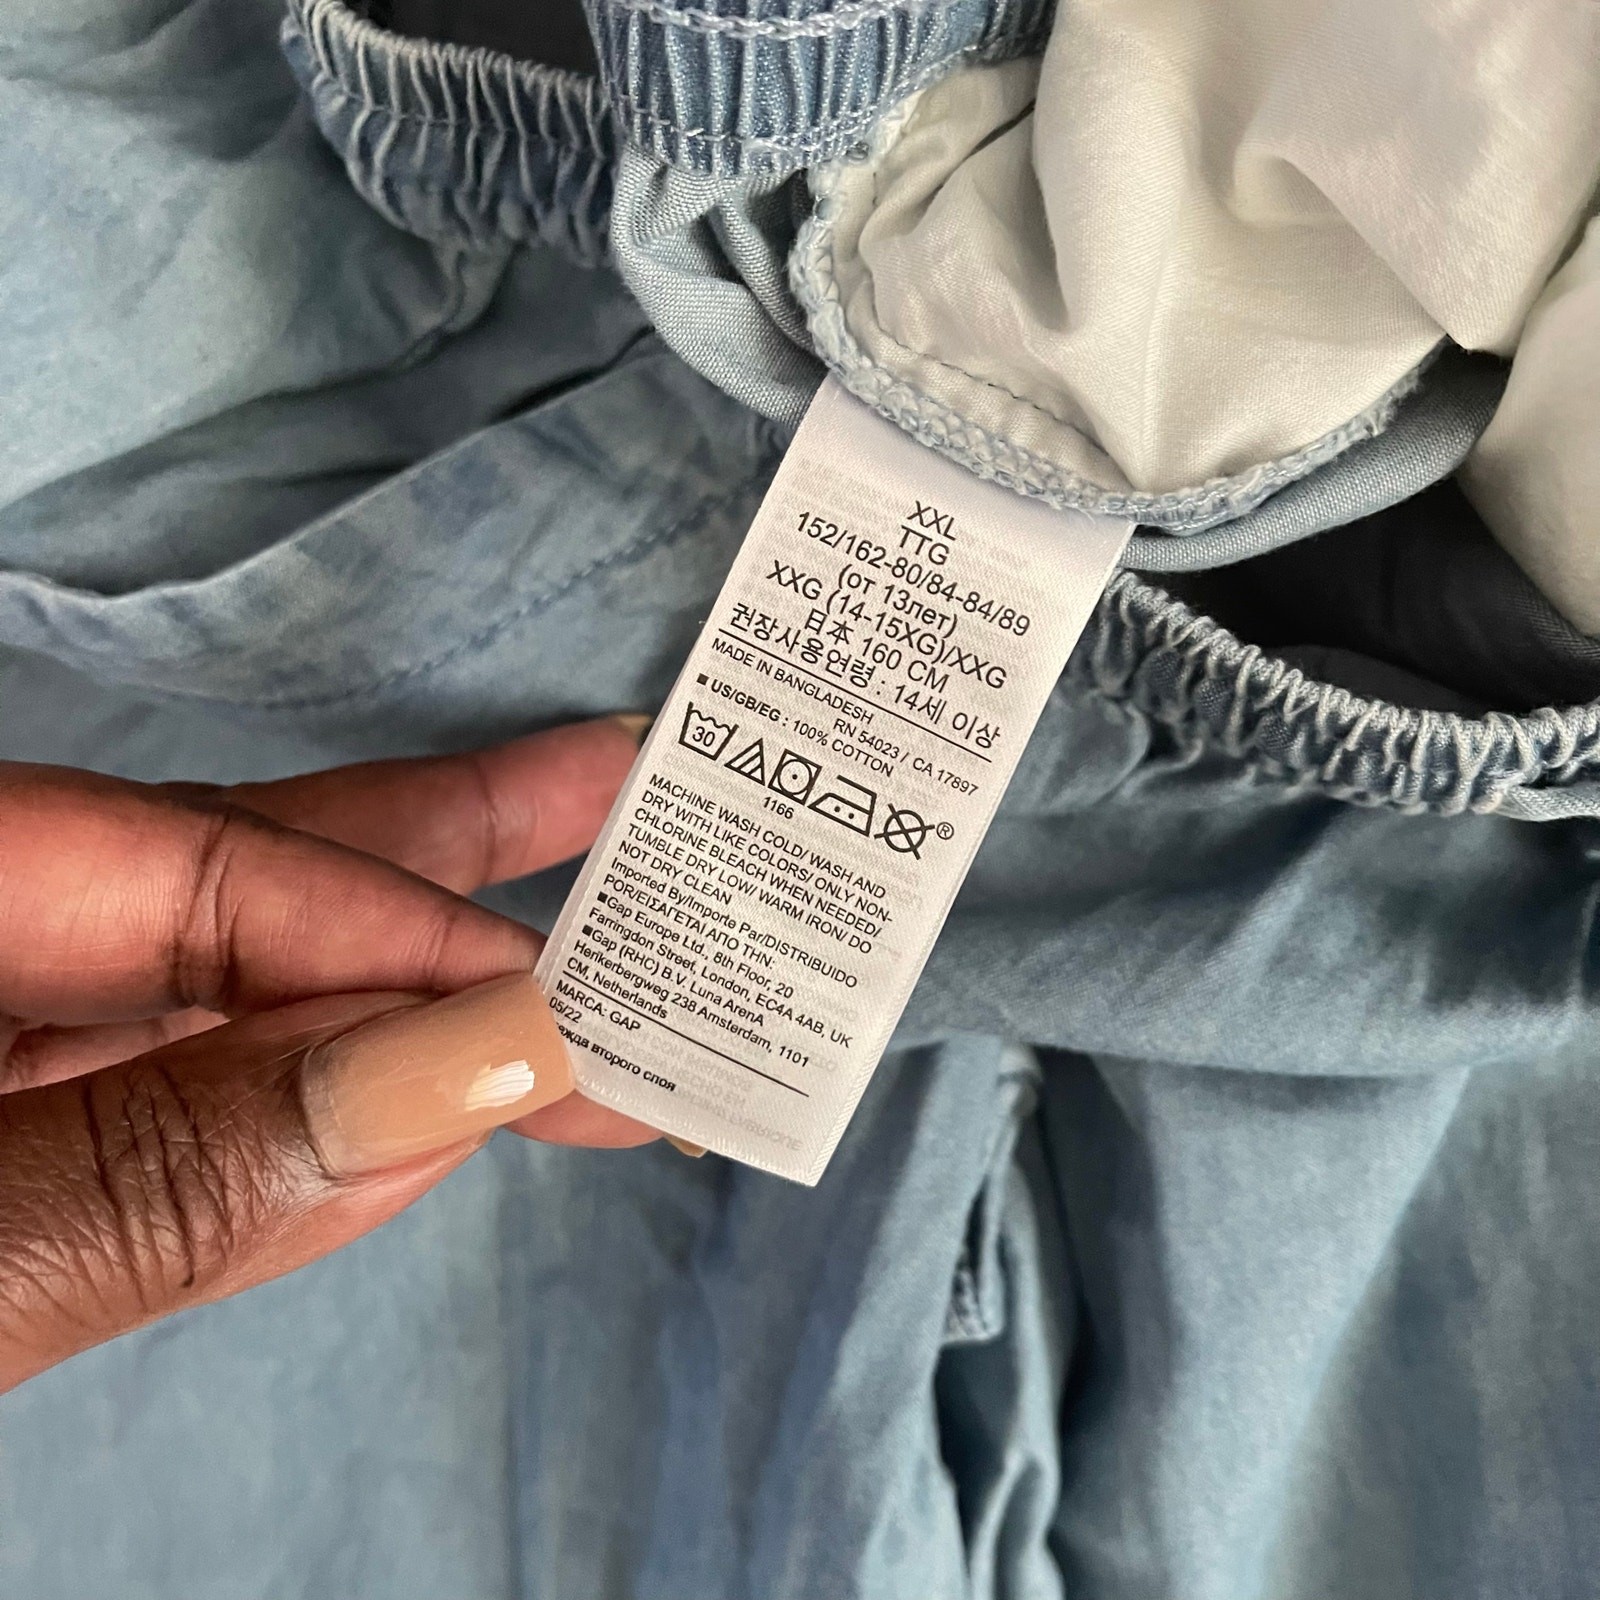 XXL
TTG
152/162-80/84-84/89
(от 13лет)
XXG (14-15XG)/XXG
日本 160 CM
권장사용연령 : 14세 이상
MADE IN BANGLADESH
RN 54023 / CA 17897
■ US/GB/EG : 100% COTTON
30
1166
®
MACHINE WASH COLD/ WASH AND
DRY WITH LIKE COLORS/ ONLY NON-
CHLORINE BLEACH WHEN NEEDED/
TUMBLE DRY LOW/ WARM IRON/ DO
NOT DRY CLEAN
Imported By/Importe Par/DISTRIBUIDO
POR/ΕΙΣΑΓΕΤΑΙ ΑΠΟ ΤΗΝ:
■Gap Europe Ltd., 8th Floor, 20
Farringdon Street, London, EC4A 4AB, UK
■Gap (RHC) B.V. Luna ArenA
Herikerbergweg 238 Amsterdam, 1101
CM, Netherlands
MARCA: GAP
05/22
второго слоя